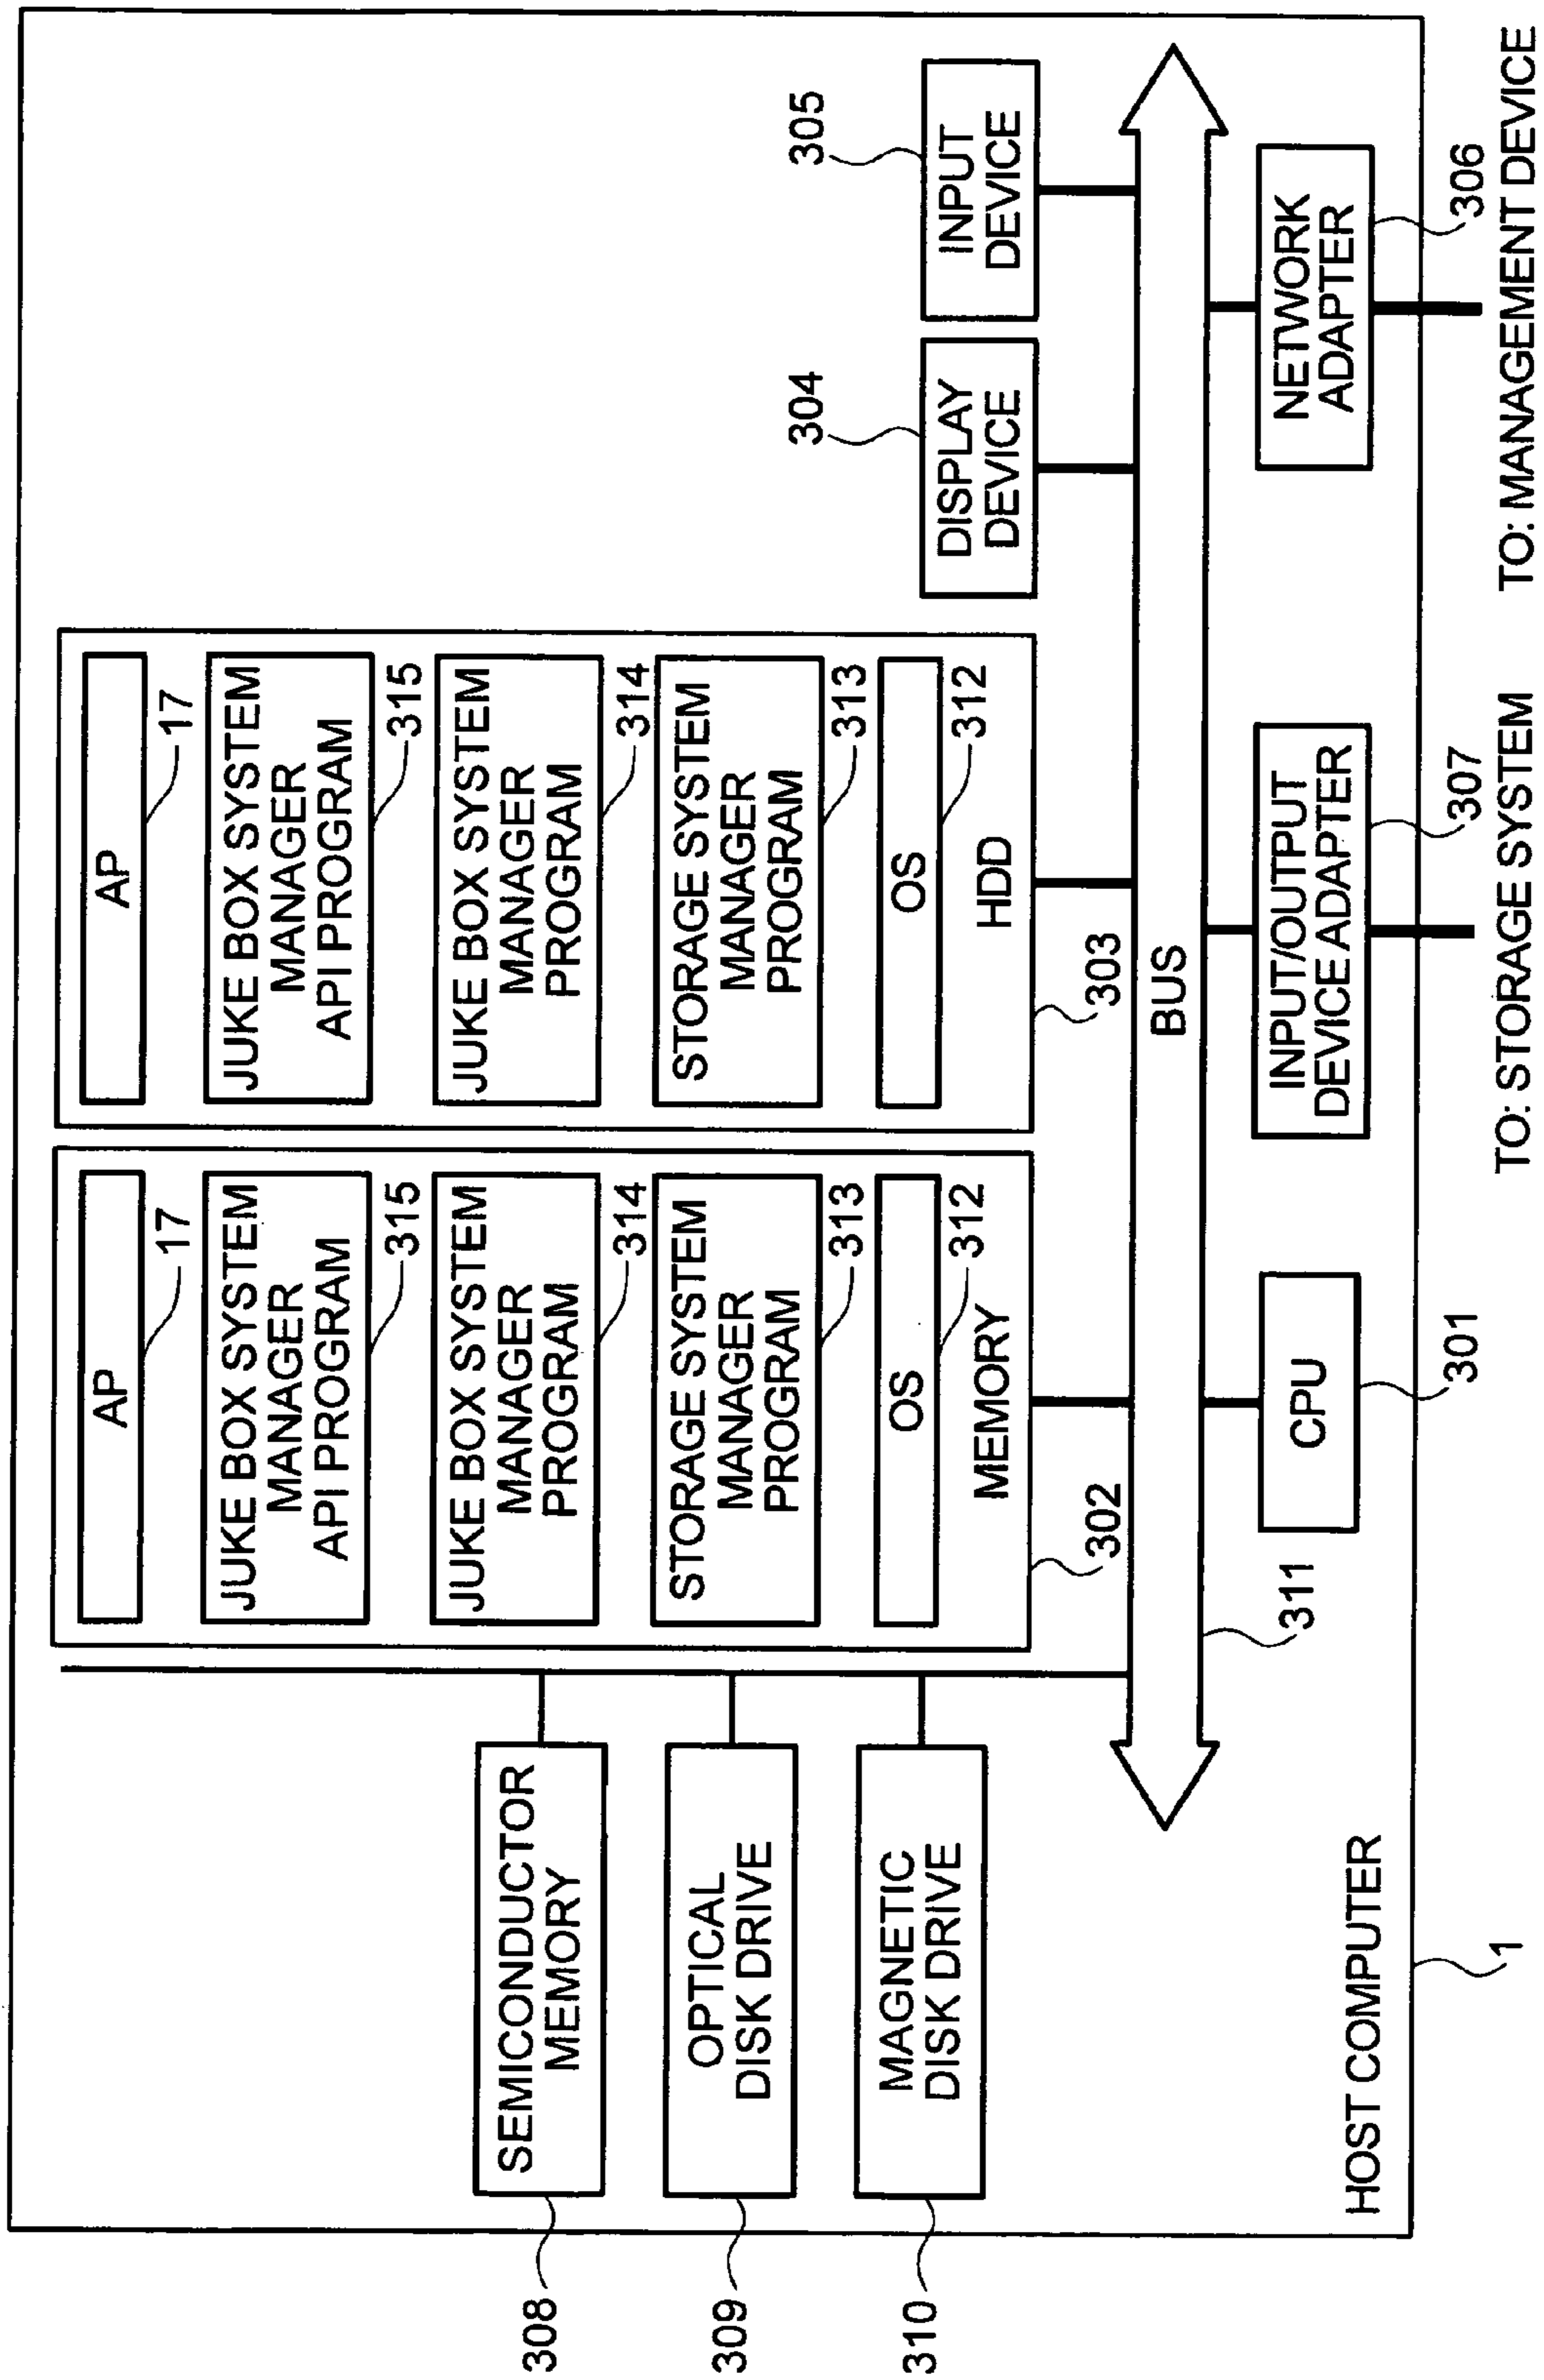 308
SEMICONDUCTOR
MEMORY
309
OPTICAL
DISK DRIVE
310
MAGNETIC
DISK DRIVE
AP
17
JUKE BOX SYSTEM
MANAGER
API PROGRAM
315
JUKE BOX SYSTEM
MANAGER
PROGRAM
314
STORAGE SYSTEM
MANAGER
PROGRAM
313
OS
312
MEMORY
302
AP
17
JUKE BOX SYSTEM
MANAGER
API PROGRAM
315
JUKE BOX SYSTEM
MANAGER
PROGRAM
314
STORAGE SYSTEM
MANAGER
PROGRAM
313
OS
312
HDD
303
304
DISPLAY
DEVICE
305
INPUT
DEVICE
BUS
311
CPU
301
INPUT/OUTPUT
DEVICE ADAPTER
307
NETWORK
ADAPTER
306
HOST COMPUTER
1
TO: STORAGE SYSTEM
TO: MANAGEMENT DEVICE